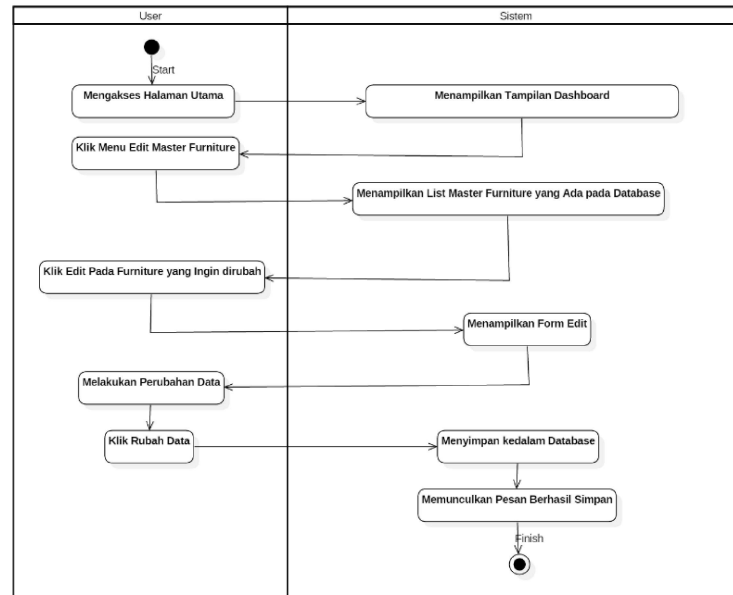 User
Sistem
Start
Mengakses Halaman Utama
Menampilkan Tampilan Dashboard
Klik Menu Edit Master Furniture
Menampilkan List Master Furniture yang Ada pada Database
Klik Edit Pada Furniture yang Ingin dirubah
Menampilkan Form Edit
Melakukan Perubahan Data
Klik Rubah Data
Menyimpan kedalam Database
Memunculkan Pesan Berhasil Simpan
Finish